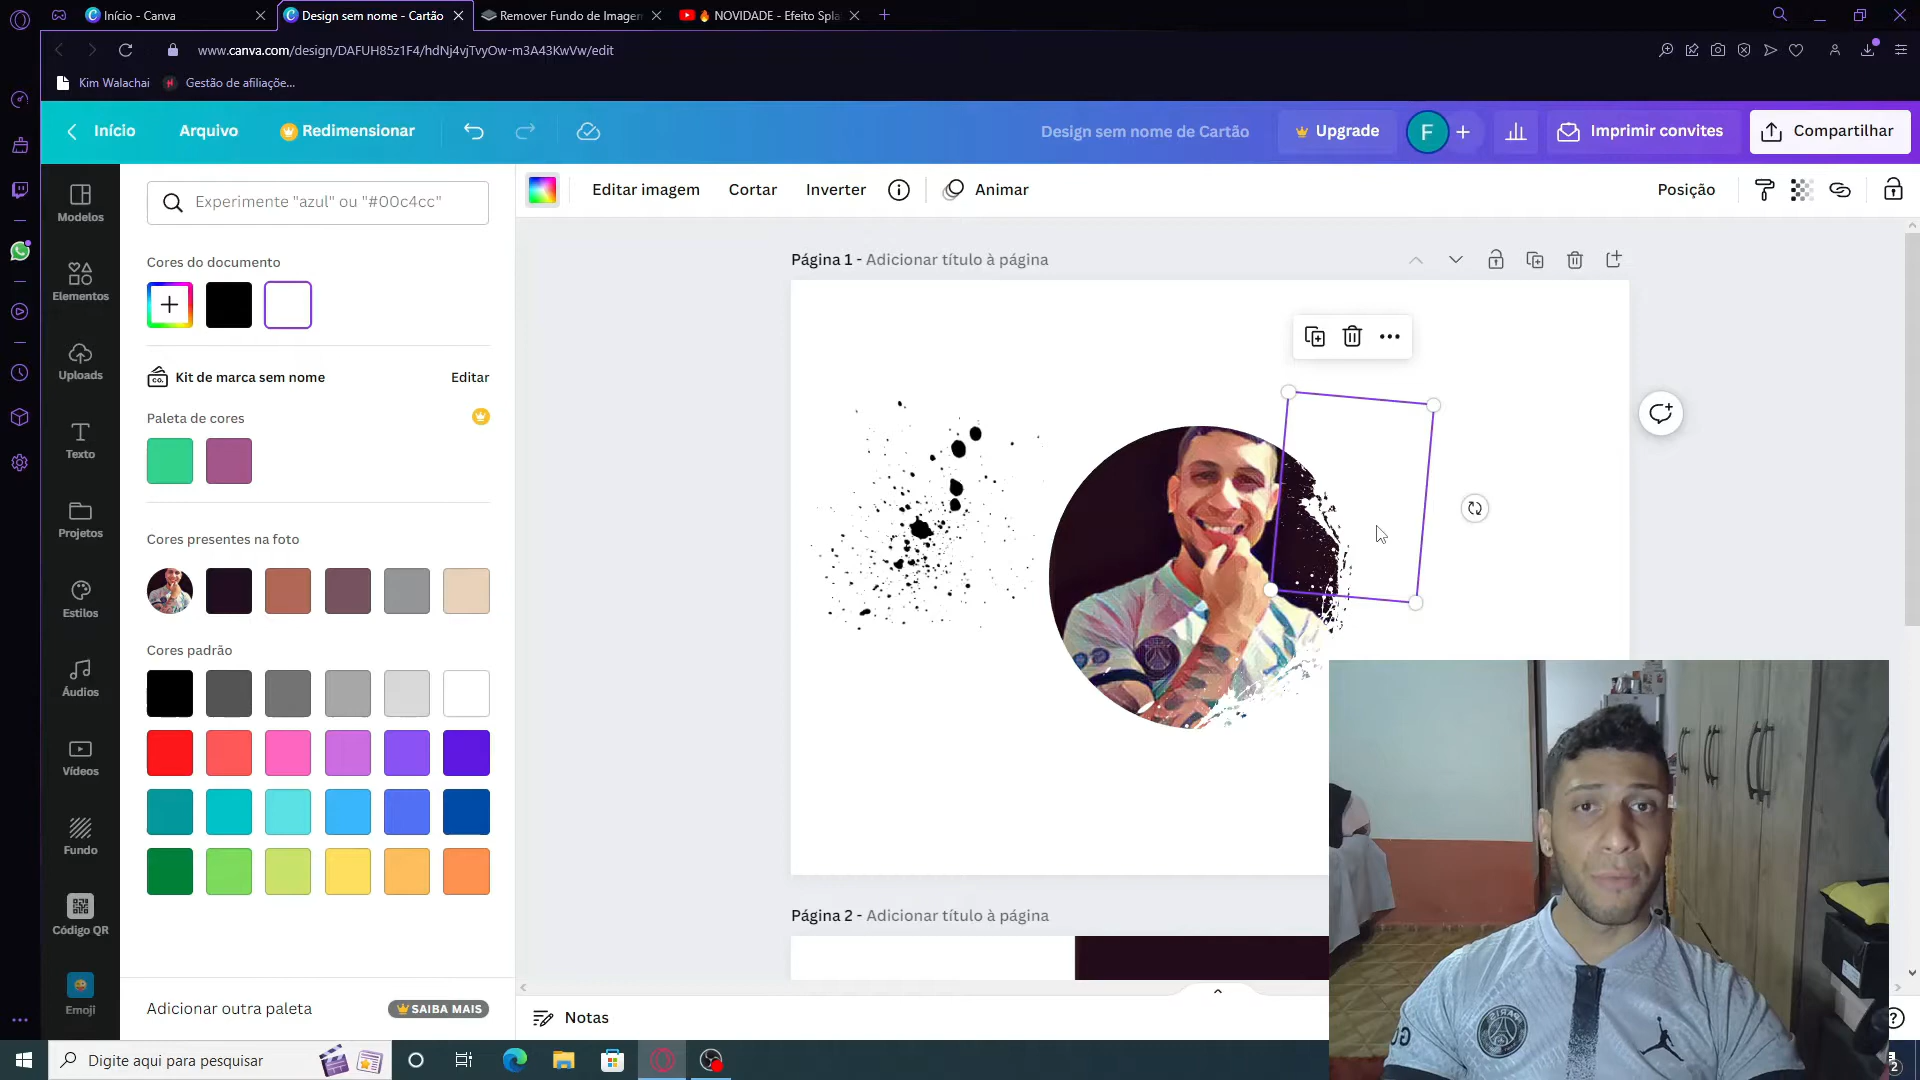 Início - Canva
Design sem nome - Cartão
Remover Fundo de Imagen
NOVIDADE - Efeito Spla
www.canva.com/design/DAFUH85z1F4/hdNj4vjTvyOw-m3A43KwVw/edit
Kim Walachai
Gestão de afiliaçõe...
Início
Arquivo
Redimensionar
Design sem nome de Cartão
Upgrade
F
Imprimir convites
Compartilhar
Editar imagem
Cortar
Inverter
Animar
Posição
Modelos
Elementos
Uploads
Texto
Projetos
Estilos
Áudios
Vídeos
Fundo
Código QR
Emoji
Experimente "azul" ou "#00c4cc"
Cores do documento
CO.
Kit de marca sem nome
Editar
Paleta de cores
Cores presentes na foto
Cores padrão
Adicionar outra paleta
SAIBA MAIS
Página 1 - Adicionar título à página
Página 2 - Adicionar título à página
Notas
Digite aqui para pesquisar
2